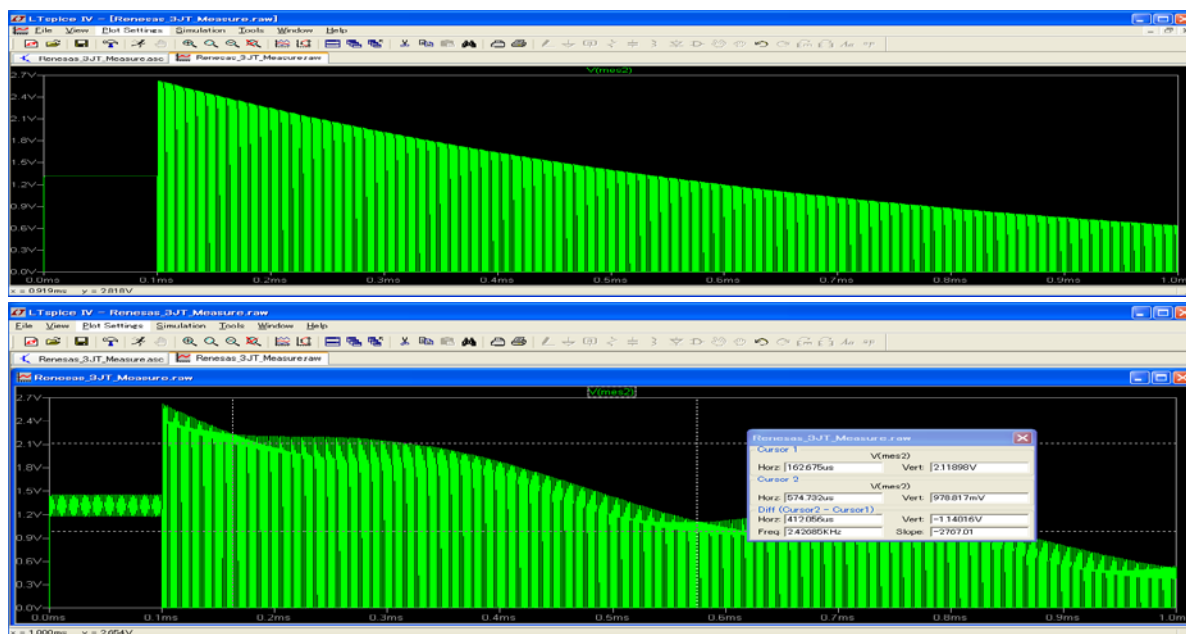 LTspice IV - [Renesas_3JT_Measure.raw]
File View Plot Settings Simulation Tools Window Help
Renesas_3JT_Measure.asc Renesas_3JT_Measure.raw
V(mes2)
2.7V
2.4V
2.1V
1.8V
1.5V
1.2V
0.9V
0.6V
0.3V
0.0V
0.0ms 0.1ms 0.2ms 0.3ms 0.4ms 0.5ms 0.6ms 0.7ms 0.8ms 0.9ms 1.0m
x = 0.919ms y = 2.818V
LTspice IV - Renesas_3JT_Measure.raw
File View Plot Settings Simulation Tools Window Help
Renesas_3JT_Measure.asc Renesas_3JT_Measure.raw
Renesas_3JT_Measure.raw
V(mes2)
2.7V
2.4V
2.1V
1.8V
1.5V
1.2V
0.9V
0.6V
0.3V
0.0V
0.0ms 0.1ms 0.2ms 0.3ms 0.4ms 0.5ms 0.6ms 0.7ms 0.8ms 0.9ms 1.0m
Renesas_3JT_Measure.raw
Cursor 1
V(mes2)
Horz: 162.675us Vert: 2.11898V
Cursor 2
V(mes2)
Horz: 574.732us Vert: 978.817mV
Diff (Cursor2 - Cursor1)
Horz: 412.056us Vert: -1.14016V
Freq: 2.42685KHz Slope: -2767.01
x = 1.000ms y = 2.654V